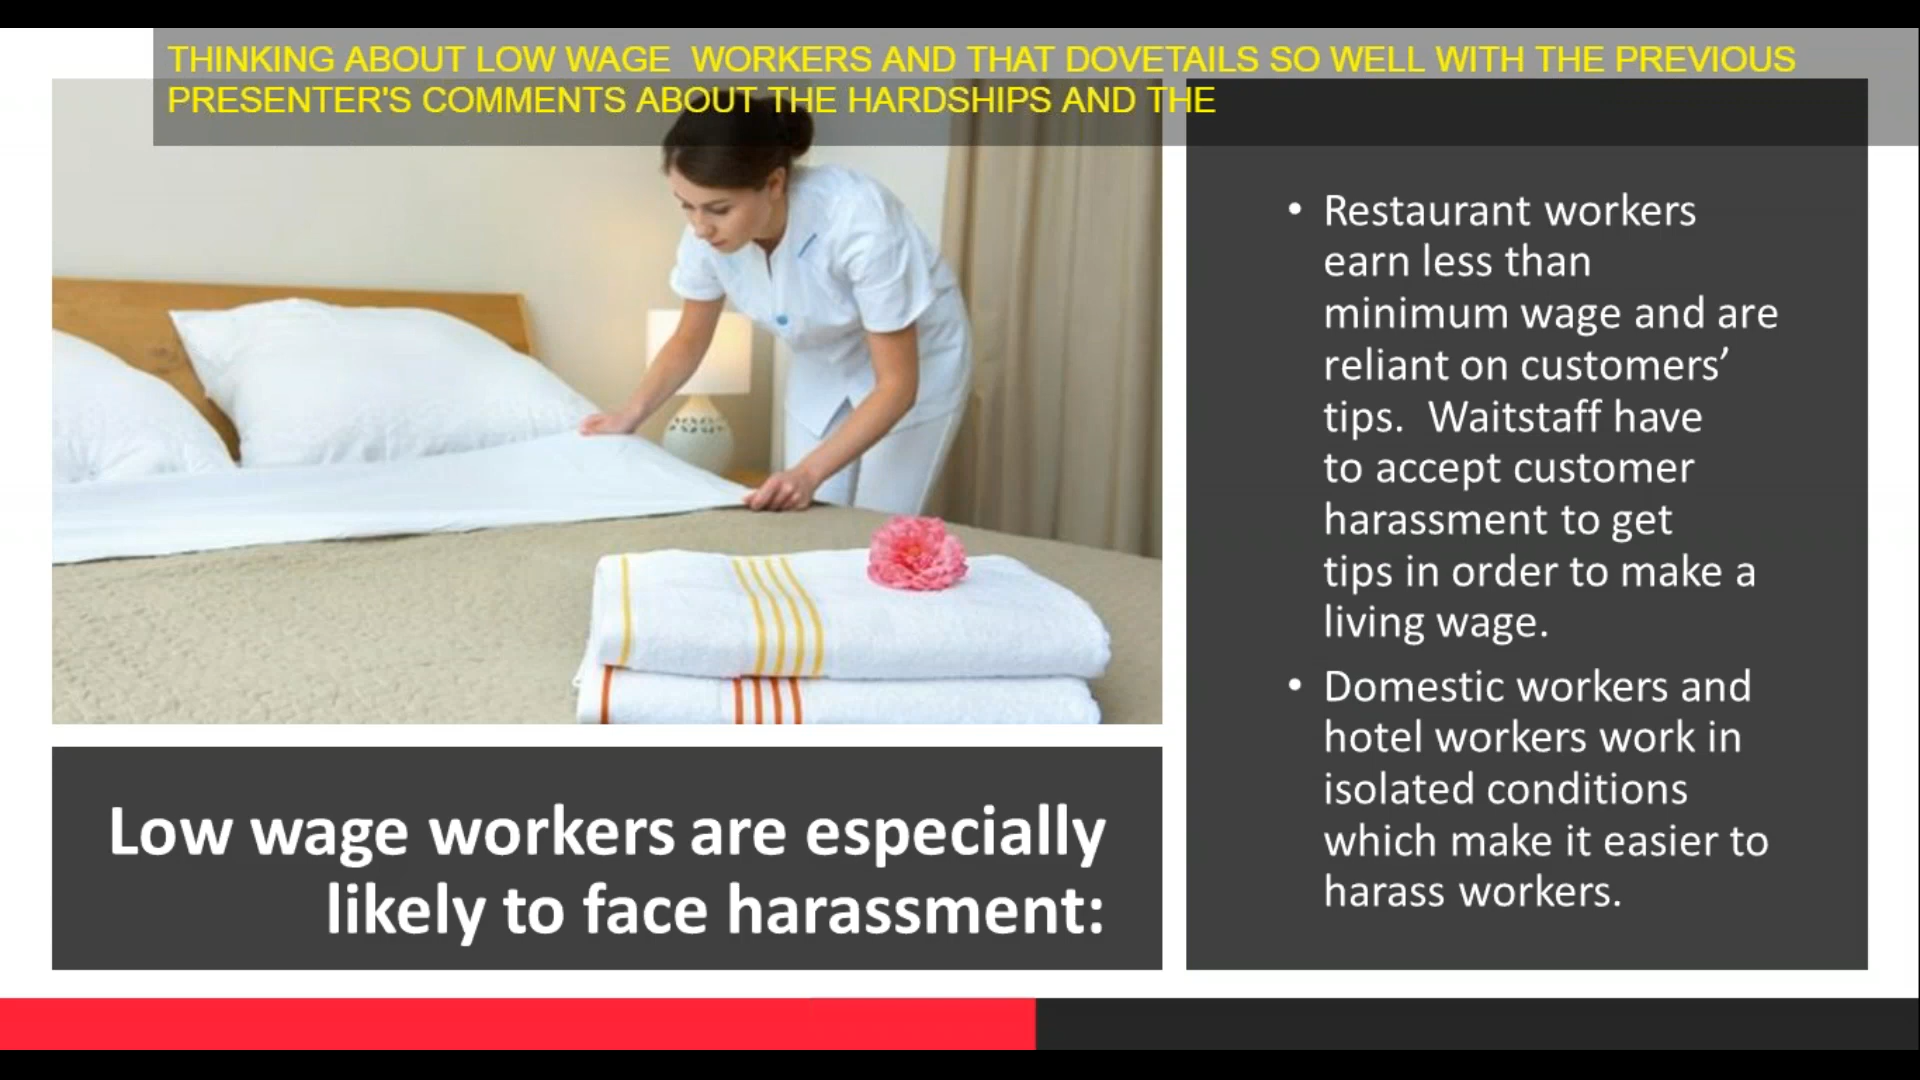 THINKING ABOUT LOW WAGE  WORKERS AND THAT DOVETAILS SO WELL WITH THE PREVIOUS
PRESENTER'S COMMENTS ABOUT THE HARDSHIPS AND THE
Low wage workers are especially
likely to face harassment:
• Restaurant workers
earn less than
minimum wage and are
reliant on customers’
tips.  Waitstaff have
to accept customer
harassment to get
tips in order to make a
living wage.
• Domestic workers and
hotel workers work in
isolated conditions
which make it easier to
harass workers.